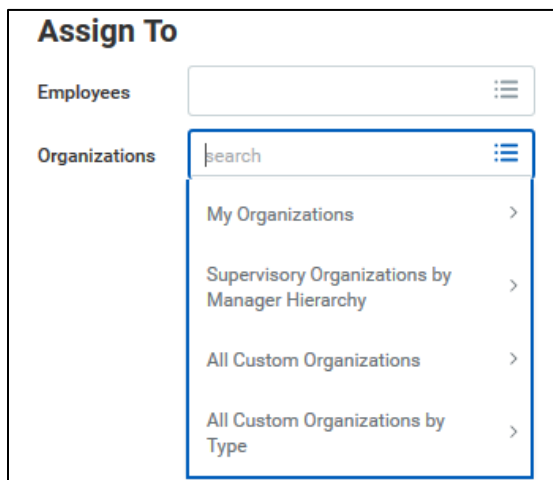 Assign To
Employees
Organizations
search
My Organizations
Supervisory Organizations by
Manager Hierarchy
All Custom Organizations
All Custom Organizations by
Type